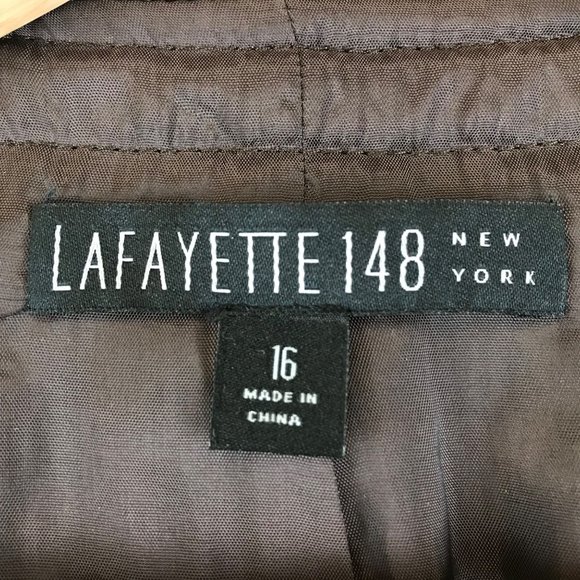 LAFAYETTE 148 NEW YORK
16
MADE IN
CHINA